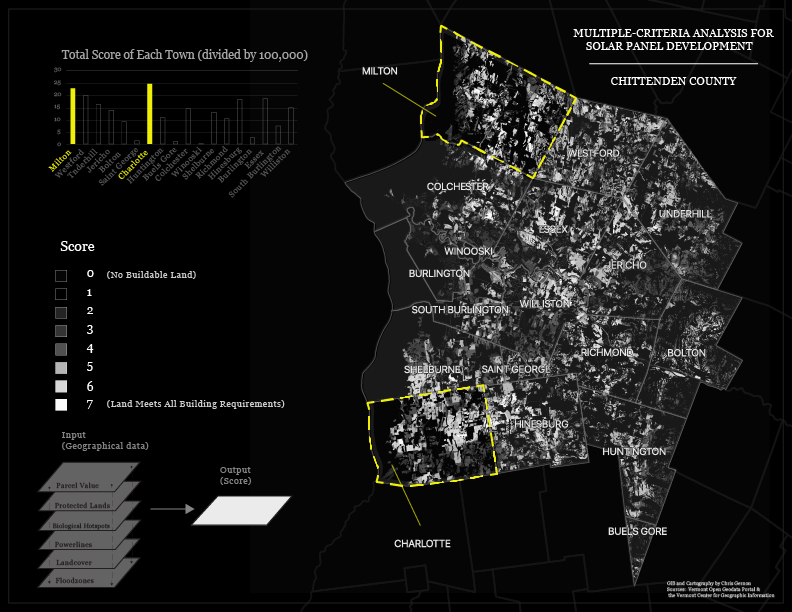 MULTIPLE-CRITERIA ANALYSIS FOR
SOLAR PANEL DEVELOPMENT
CHITTENDEN COUNTY
Total Score of Each Town (divided by 100,000)
30
25
20
15
10
5
0
Milton
Westford
Underhill
Jericho
Bolton
Saint George
Charlotte
Huntington
Buels Gore
Colchester
Winooski
Shelburne
Richmond
Hinesburg
Burlington
Essex
South Burlington
Williston
MILTON
WESTFORD
COLCHESTER
UNDERHILL
ESSEX
WINOOSKI
JERICHO
BURLINGTON
WILLISTON
SOUTH BURLINGTON
RICHMOND
BOLTON
SHELBURNE
SAINT GEORGE
HINESBURG
HUNTINGTON
BUELS GORE
CHARLOTTE
Score
0 (No Buildable Land)
1
2
3
4
5
6
7 (Land Meets All Building Requirements)
Input
(Geographical data)
Parcel Value
Protected Lands
Biological Hotspots
Powerlines
Landcover
Floodzones
Output
(Score)
GIS and Cartography by Chris Gernon
Sources: Vermont Open Geodata Portal &
the Vermont Center for Geographic Information